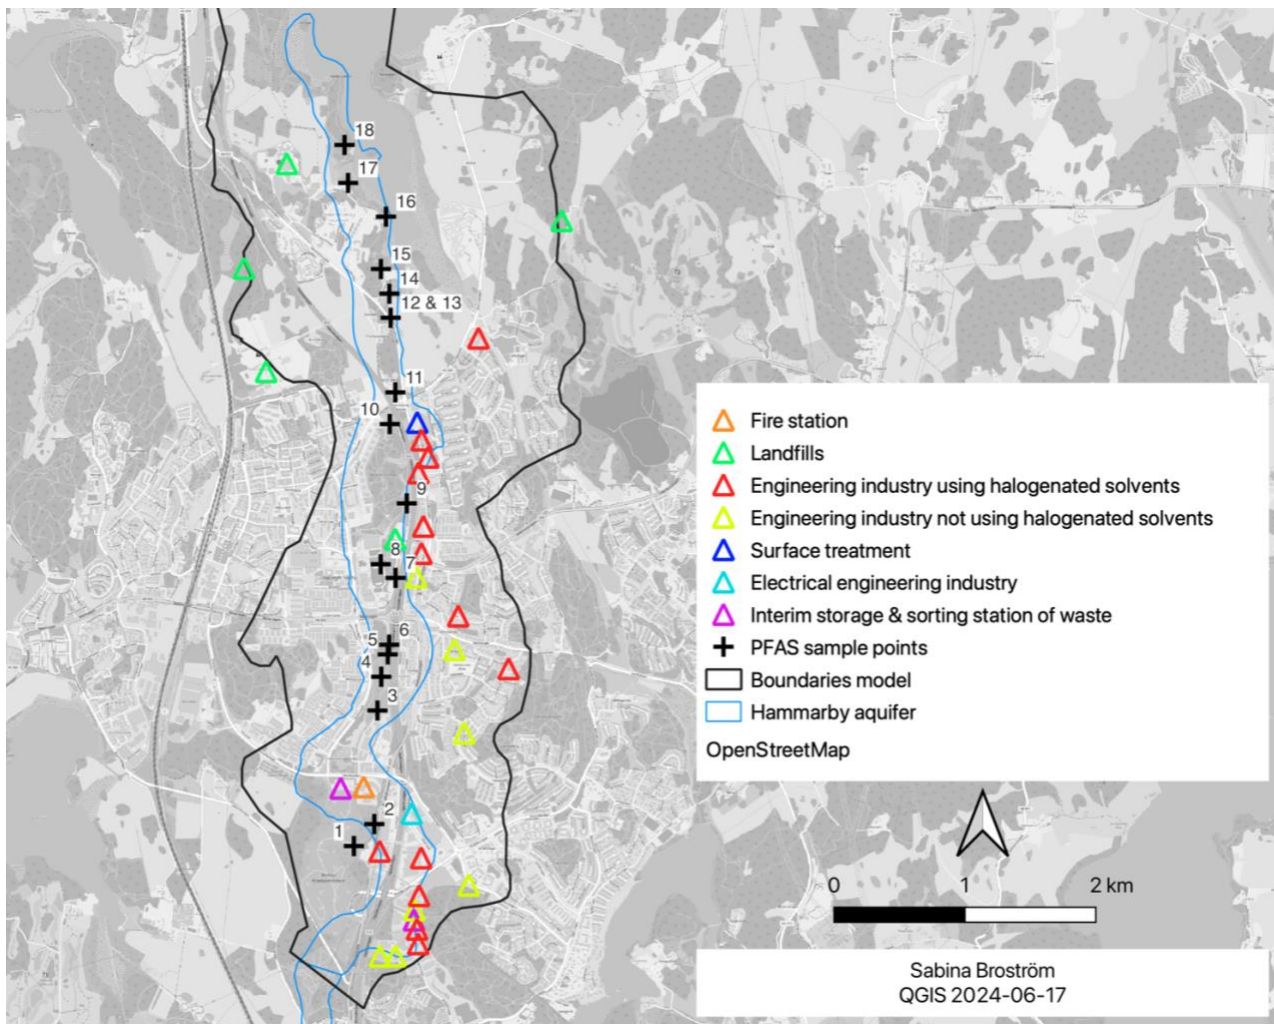 18
17
16
15
14
12 & 13
11
10
9
8
7
6
5
4
3
2
1
Fire station
Landfills
Engineering industry using halogenated solvents
Engineering industry not using halogenated solvents
Surface treatment
Electrical engineering industry
Interim storage & sorting station of waste
PFAS sample points
Boundaries model
Hammarby aquifer
OpenStreetMap
0 1 2 km
Sabina Broström
QGIS 2024-06-17